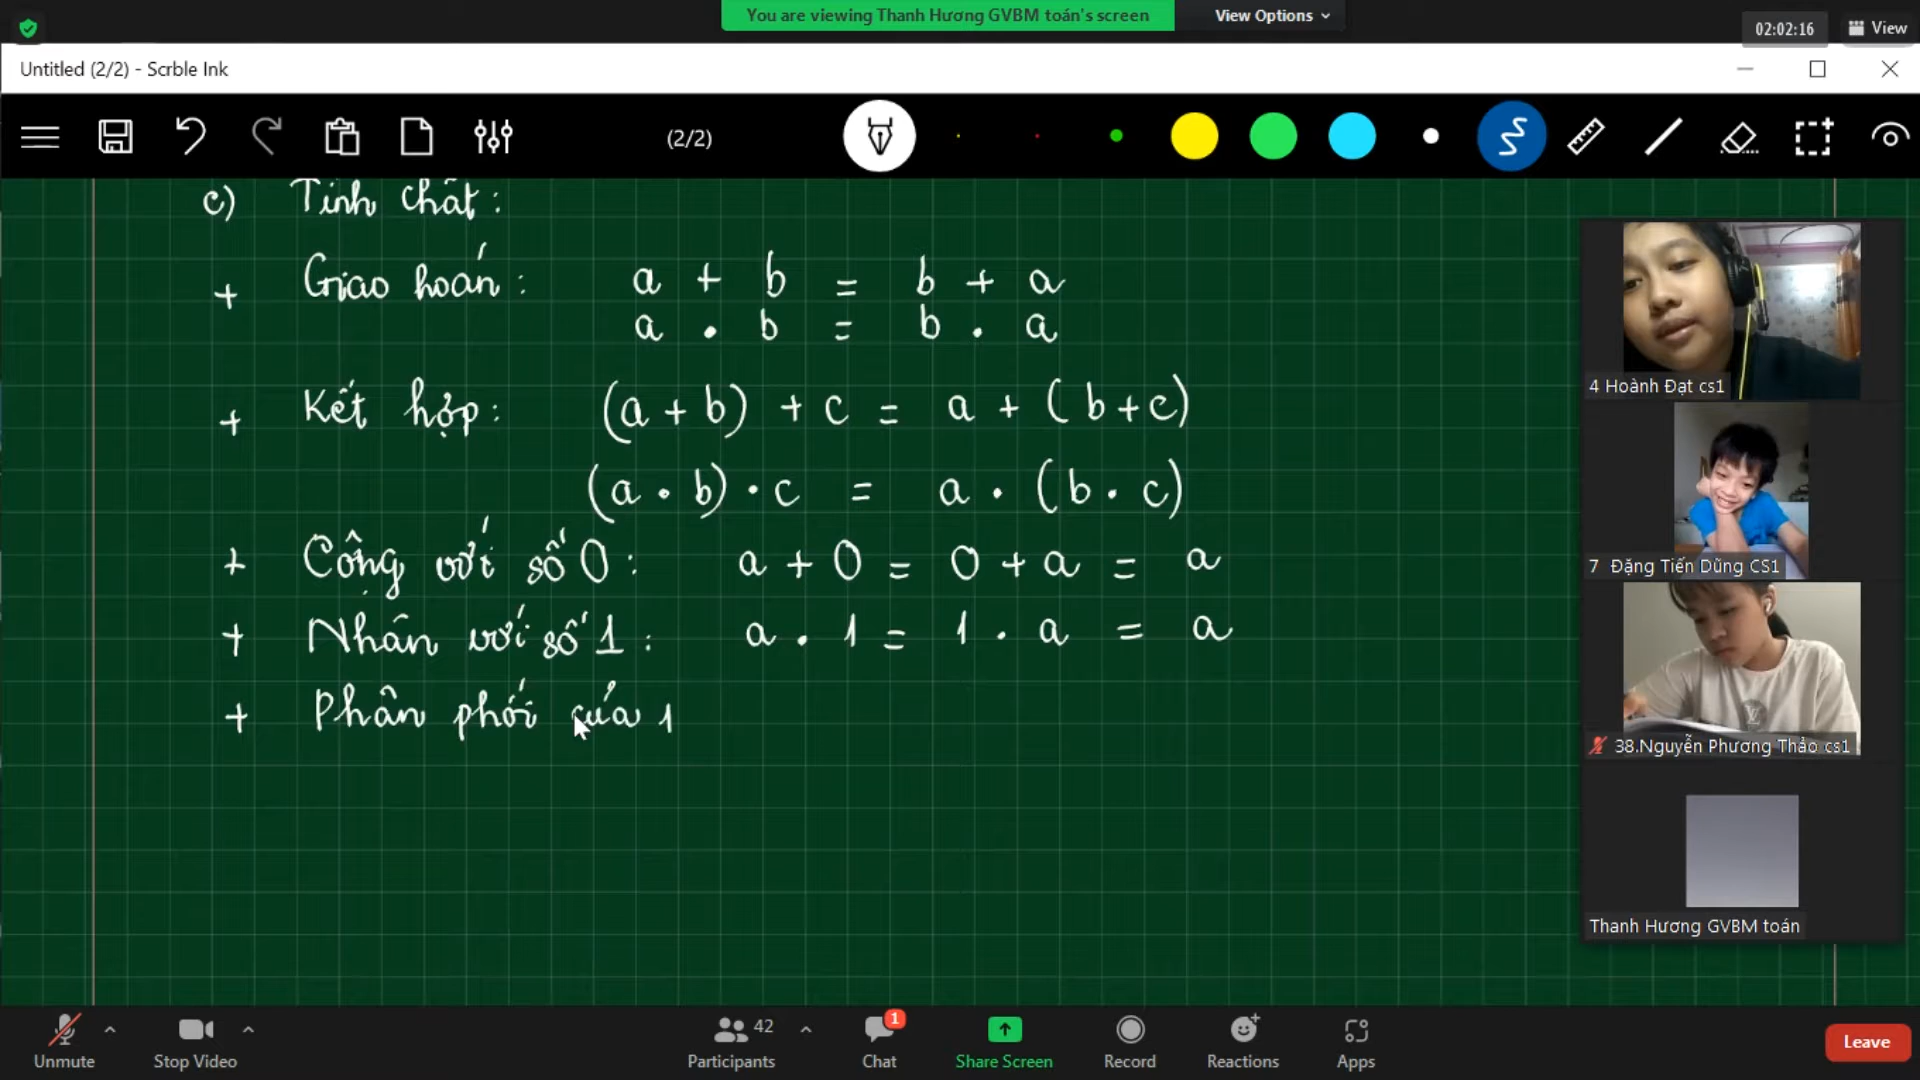 You are viewing Thanh Hương GVBM toán's screen
View Options
02:02:16
View
Untitled (2/2) - Scrble Ink
(2/2)
c) Tính chất :
+ Giao hoán : a + b = b + a
a . b = b . a
+ Kết hợp : (a + b) + c = a + (b+c)
(a . b) . c = a . (b . c)
+ Cộng với số 0 : a + 0 = 0 + a = a
+ Nhân với số 1 : a . 1 = 1 . a = a
+ Phân phối của 1
4 Hoành Đạt cs1
7 Đặng Tiến Dũng CS1
38.Nguyễn Phương Thảo cs1
Thanh Hương GVBM toán
Unmute
Stop Video
42
Participants
1
Chat
Share Screen
Record
Reactions
Apps
Leave